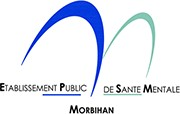 ETABLISSEMENT PUBLIC DE SANTE MENTALE
MORBIHAN